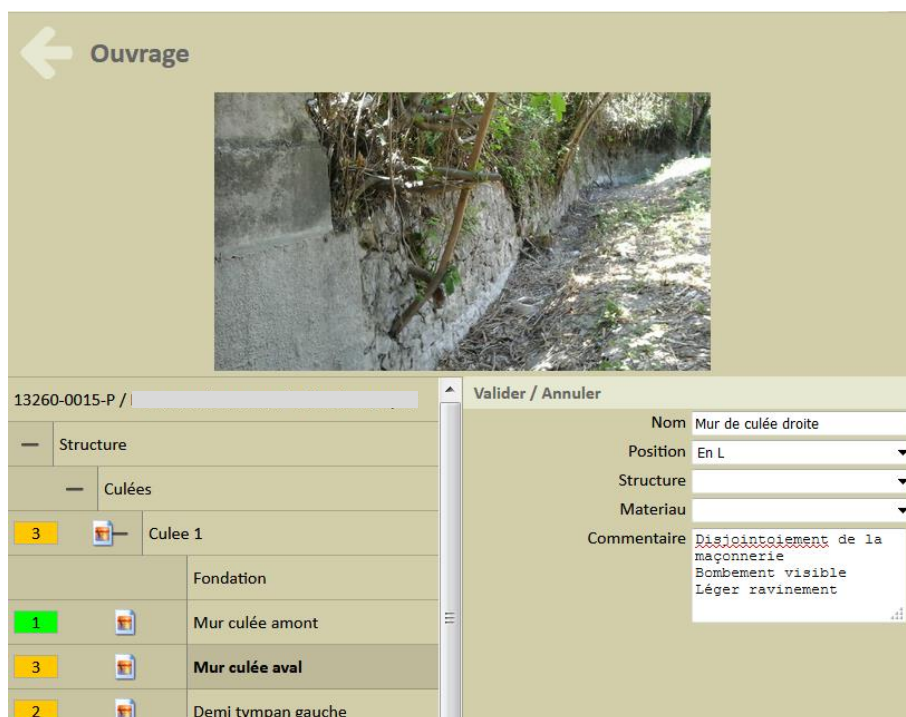 Ouvrage
13260-0015-P /
Structure
Culées
3 Culee 1
Fondation
1 Mur culée amont
3 Mur culée aval
2 Demi tympan gauche
Valider / Annuler
Nom Mur de culée droite
Position En L
Structure
Materiau
Commentaire Disjointoiement de la
maçonnerie
Bombement visible
Léger ravinement